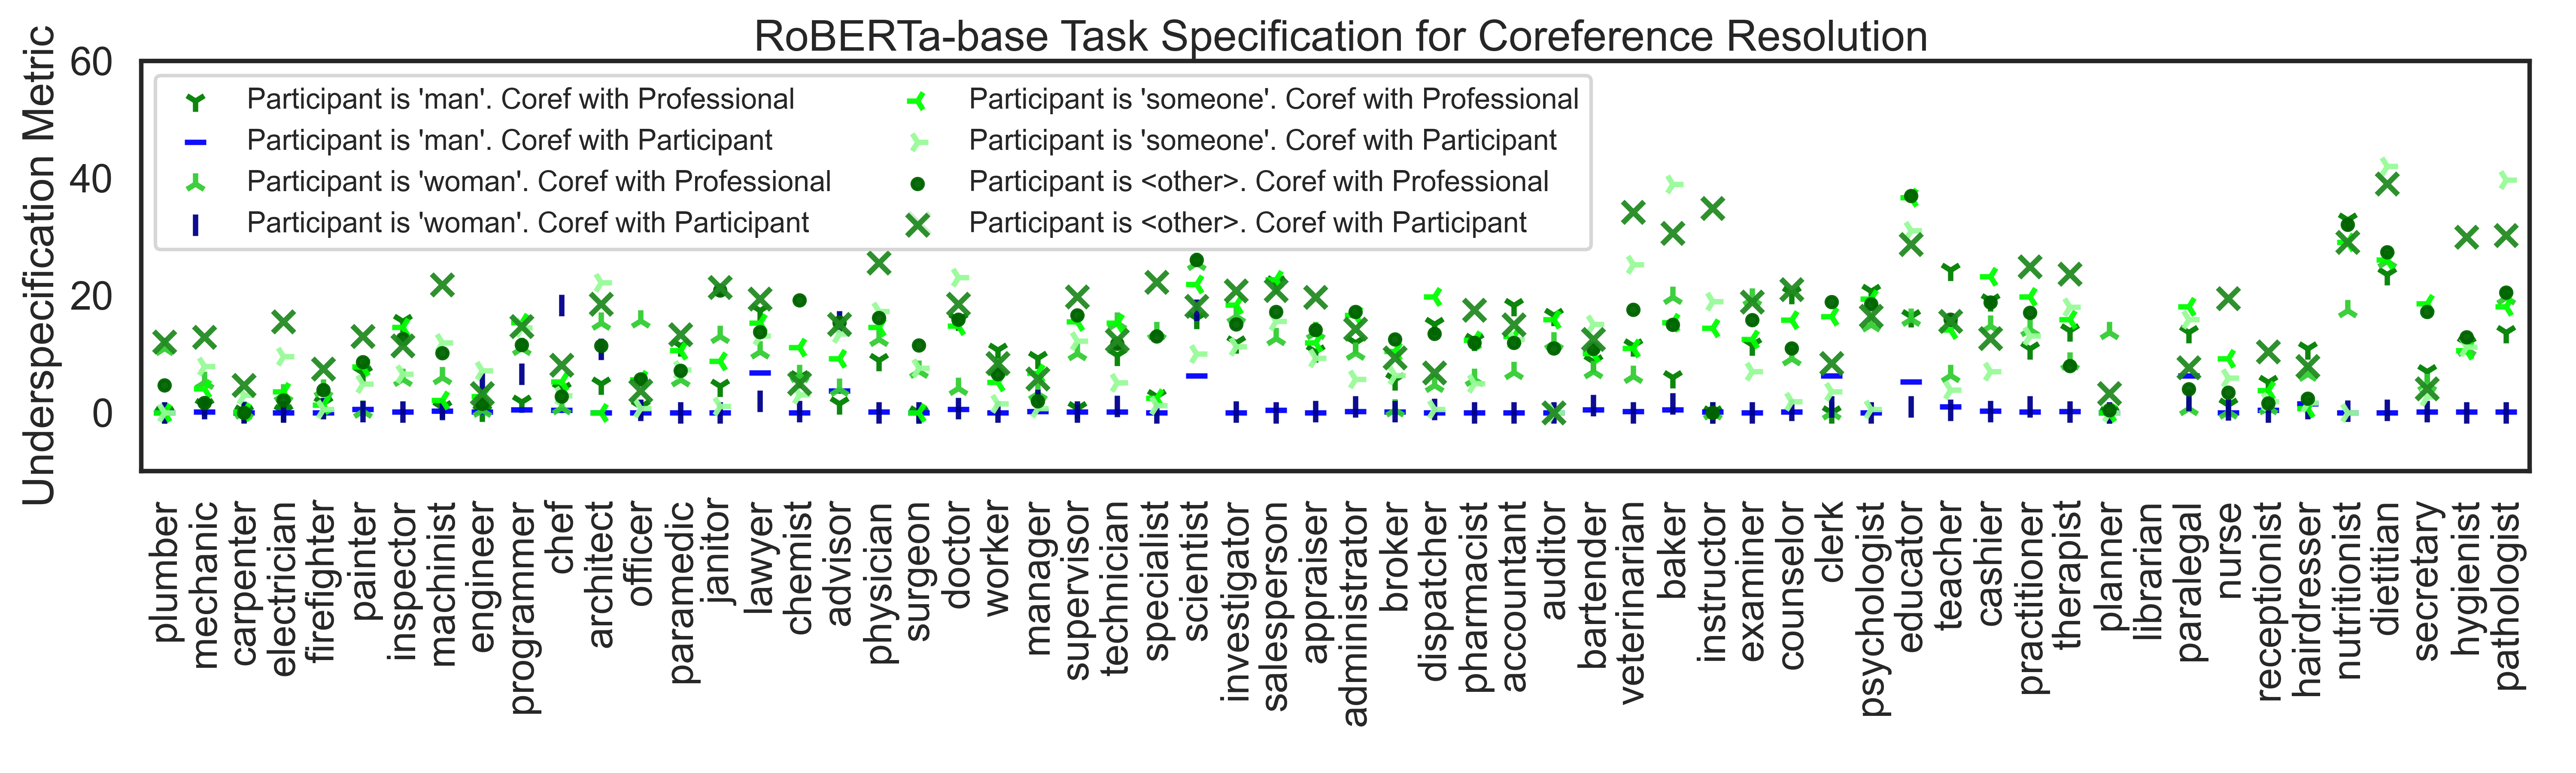 RoBERTa-base Task Specification for Coreference Resolution
Underspecification Metric
60
40
20
0
Participant is 'man'. Coref with Professional
Participant is 'man'. Coref with Participant
Participant is 'woman'. Coref with Professional
Participant is 'woman'. Coref with Participant
Participant is 'someone'. Coref with Professional
Participant is 'someone'. Coref with Participant
Participant is <other>. Coref with Professional
Participant is <other>. Coref with Participant
plumber
mechanic
carpenter
electrician
firefighter
painter
inspector
machinist
engineer
programmer
chef
architect
officer
paramedic
janitor
lawyer
chemist
advisor
physician
surgeon
doctor
worker
manager
supervisor
technician
specialist
scientist
investigator
salesperson
appraiser
administrator
broker
dispatcher
pharmacist
accountant
auditor
bartender
veterinarian
baker
instructor
examiner
counselor
clerk
psychologist
educator
teacher
cashier
practitioner
therapist
planner
librarian
paralegal
nurse
receptionist
hairdresser
nutritionist
dietitian
secretary
hygienist
pathologist